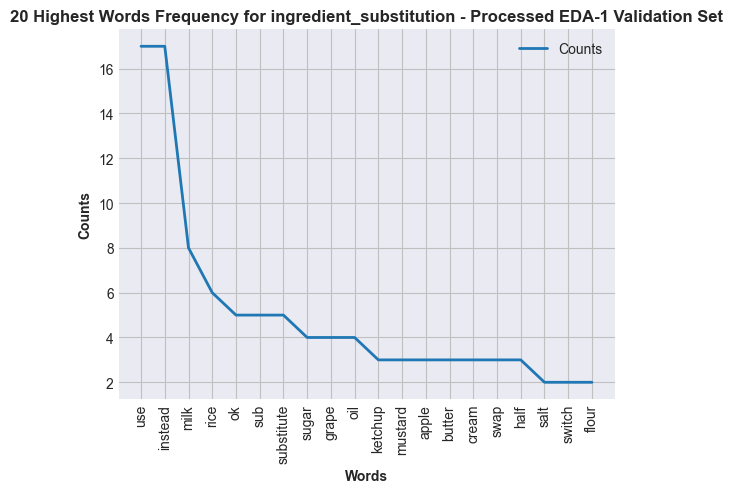 20 Highest Words Frequency for ingredient_substitution - Processed EDA-1 Validation Set
Counts
16
14
12
10
8
6
4
2
Counts
use
instead
milk
rice
ok
sub
substitute
sugar
grape
oil
ketchup
mustard
apple
butter
cream
swap
half
salt
switch
flour
Words